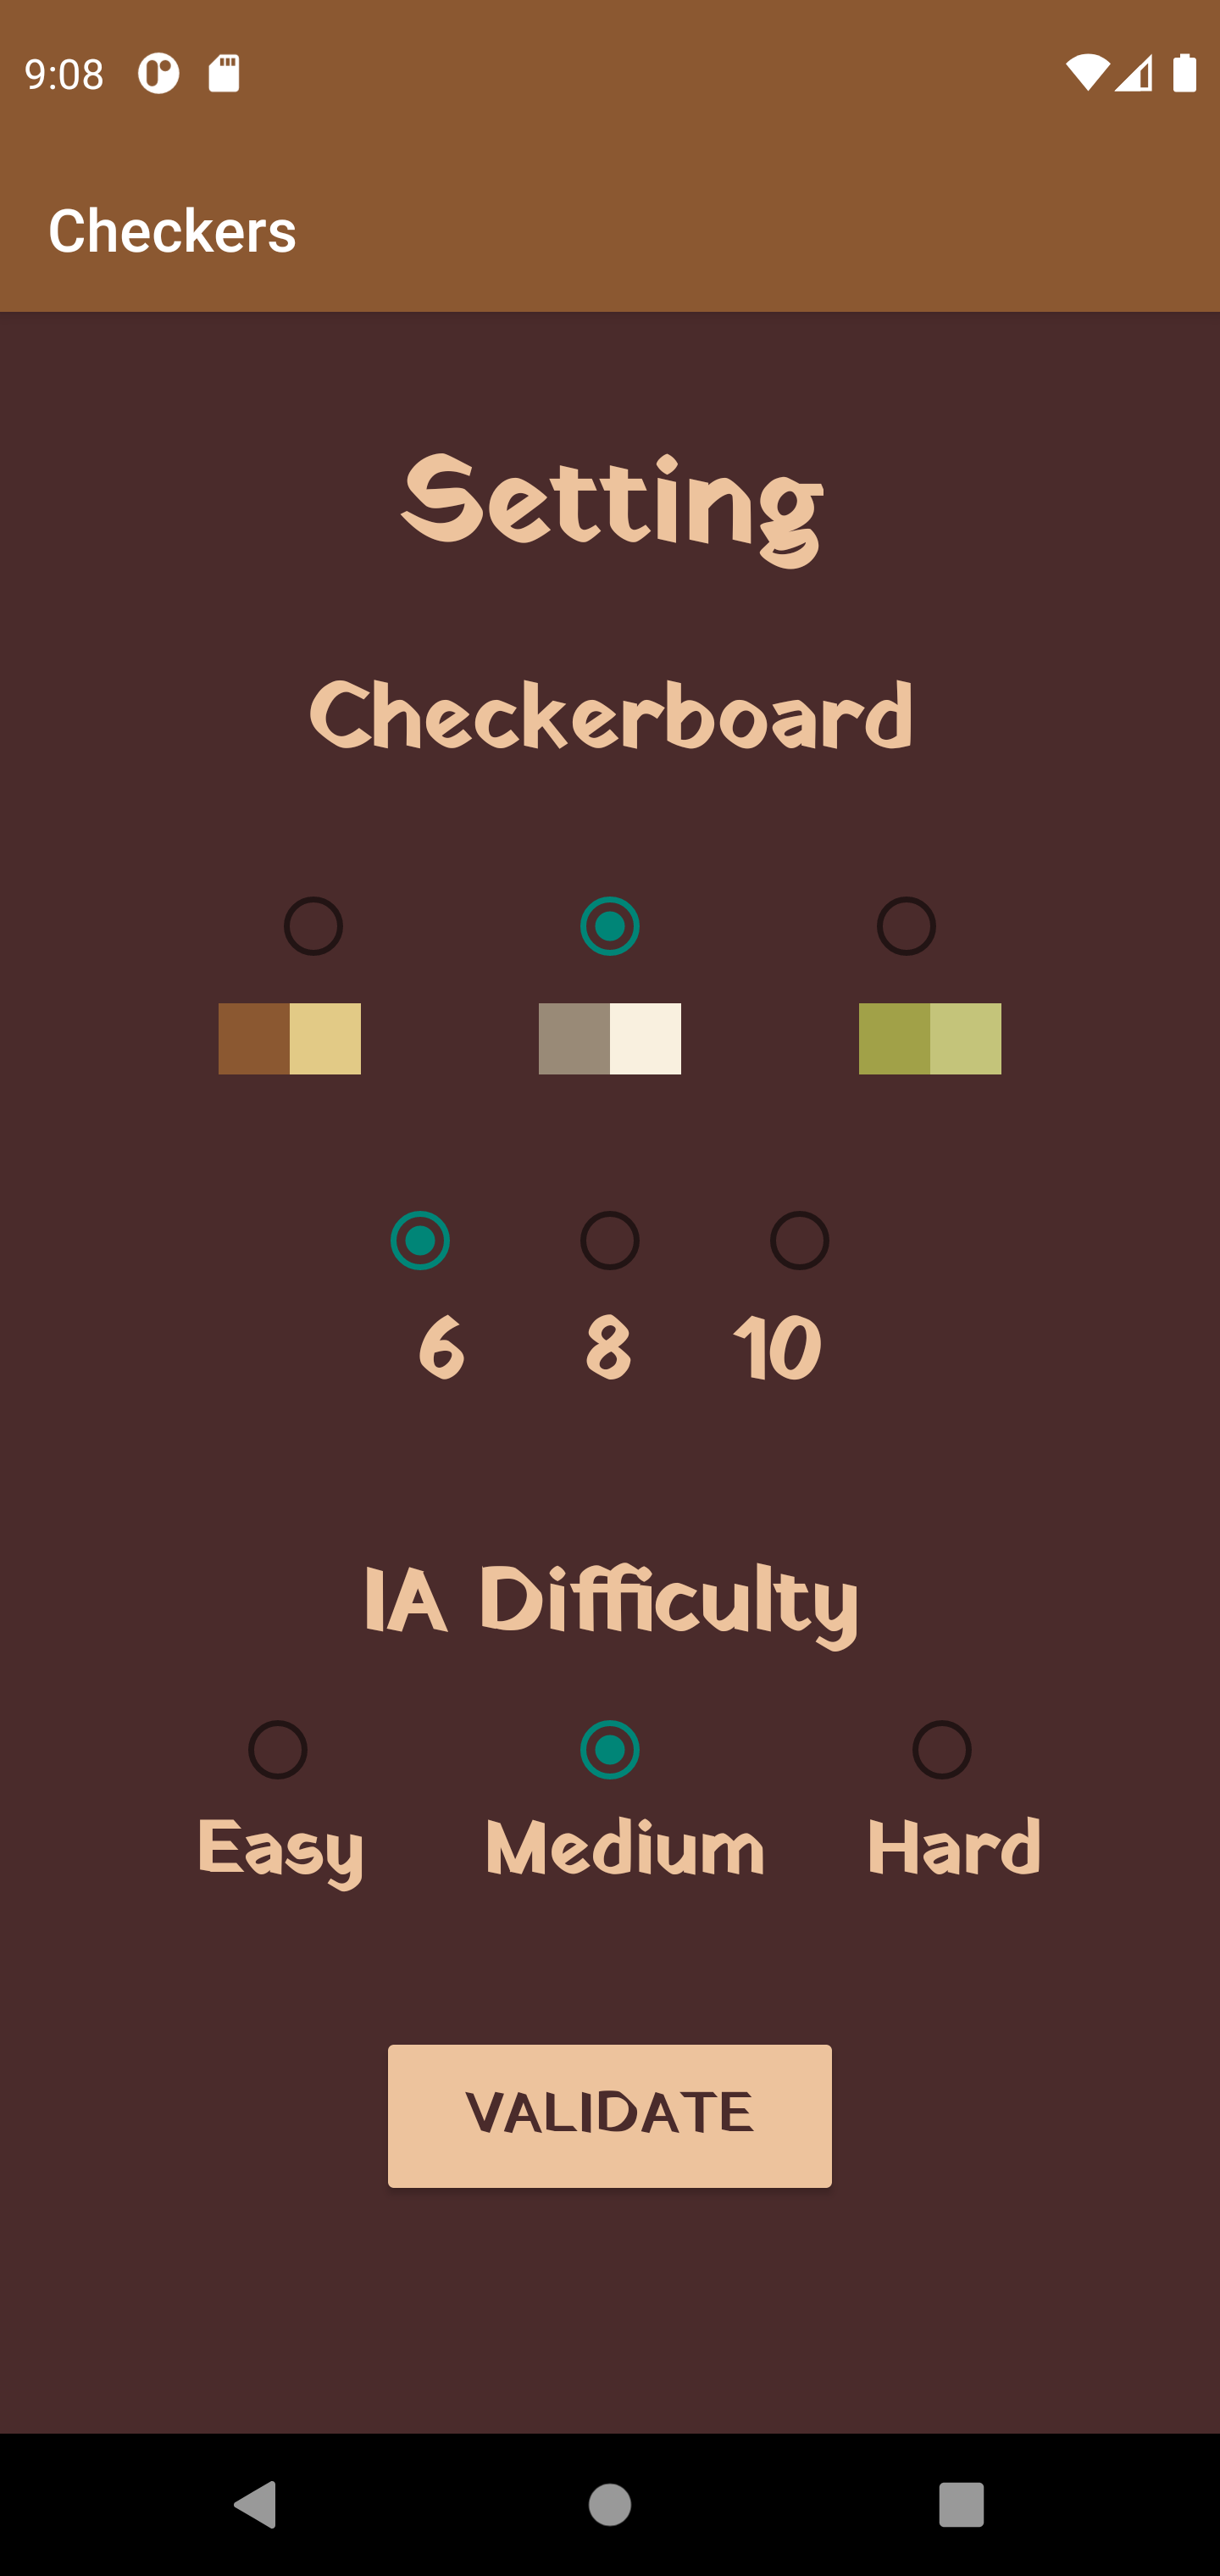 9:08
Checkers
Setting
Checkerboard
6 8 10
IA Difficulty
Easy Medium Hard
VALIDATE